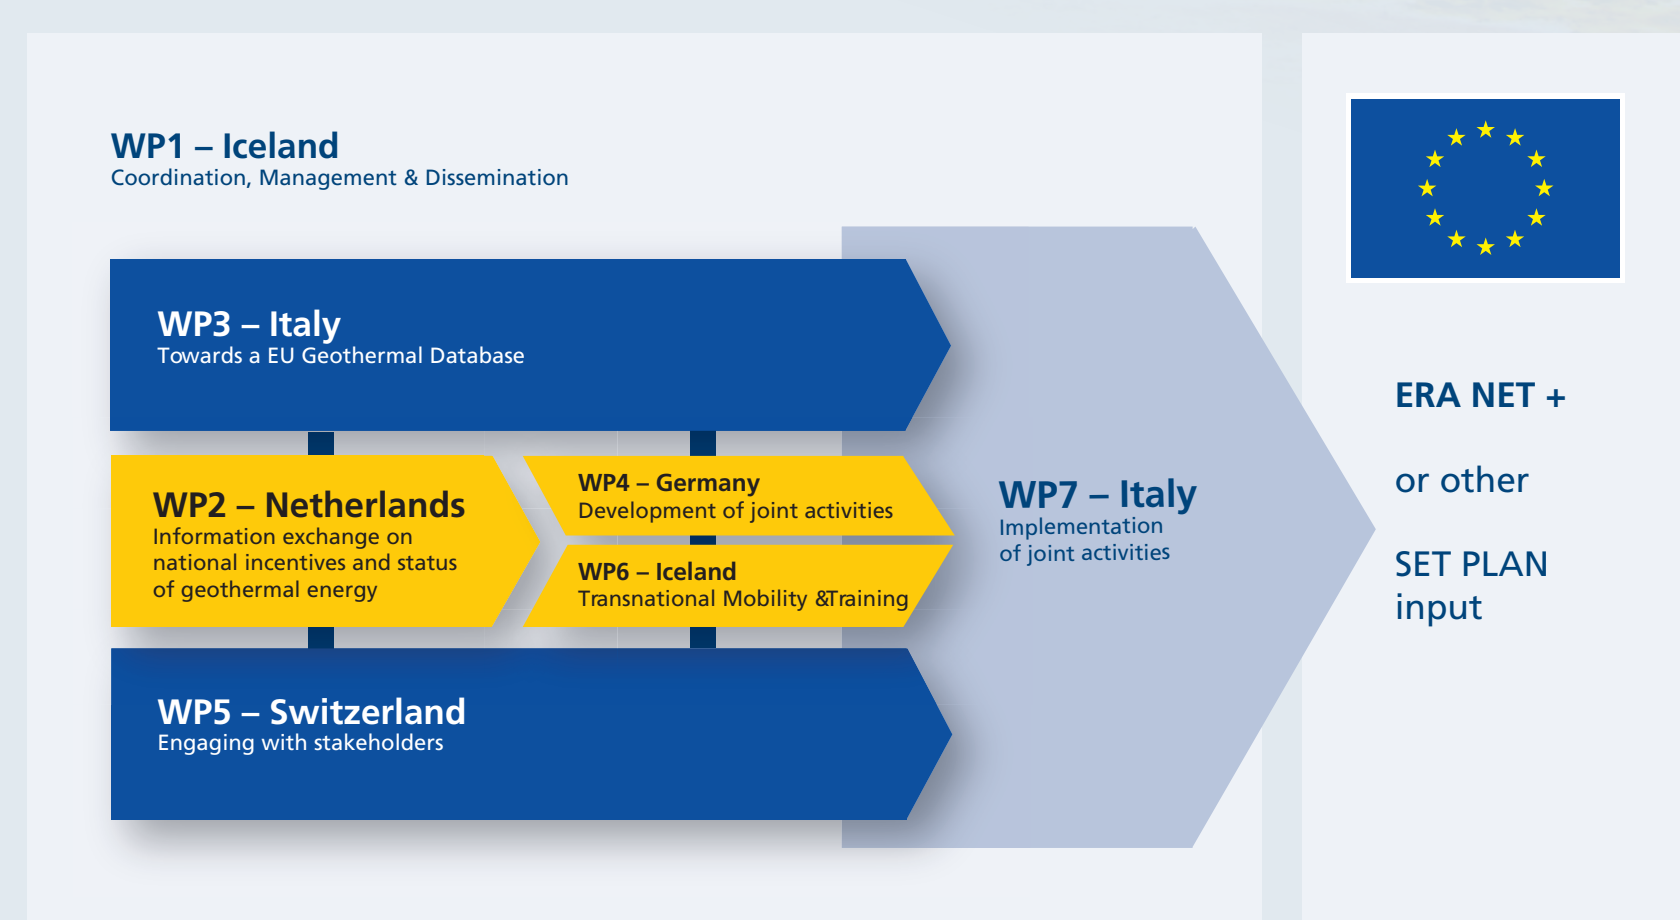 WP1 – Iceland
Coordination, Management & Dissemination
WP3 – Italy
Towards a EU Geothermal Database
WP2 – Netherlands
Information exchange on
national incentives and status
of geothermal energy
WP4 – Germany
Development of joint activities
WP6 – Iceland
Transnational Mobility &Training
WP5 – Switzerland
Engaging with stakeholders
WP7 – Italy
Implementation
of joint activities
ERA NET +
or other
SET PLAN
input